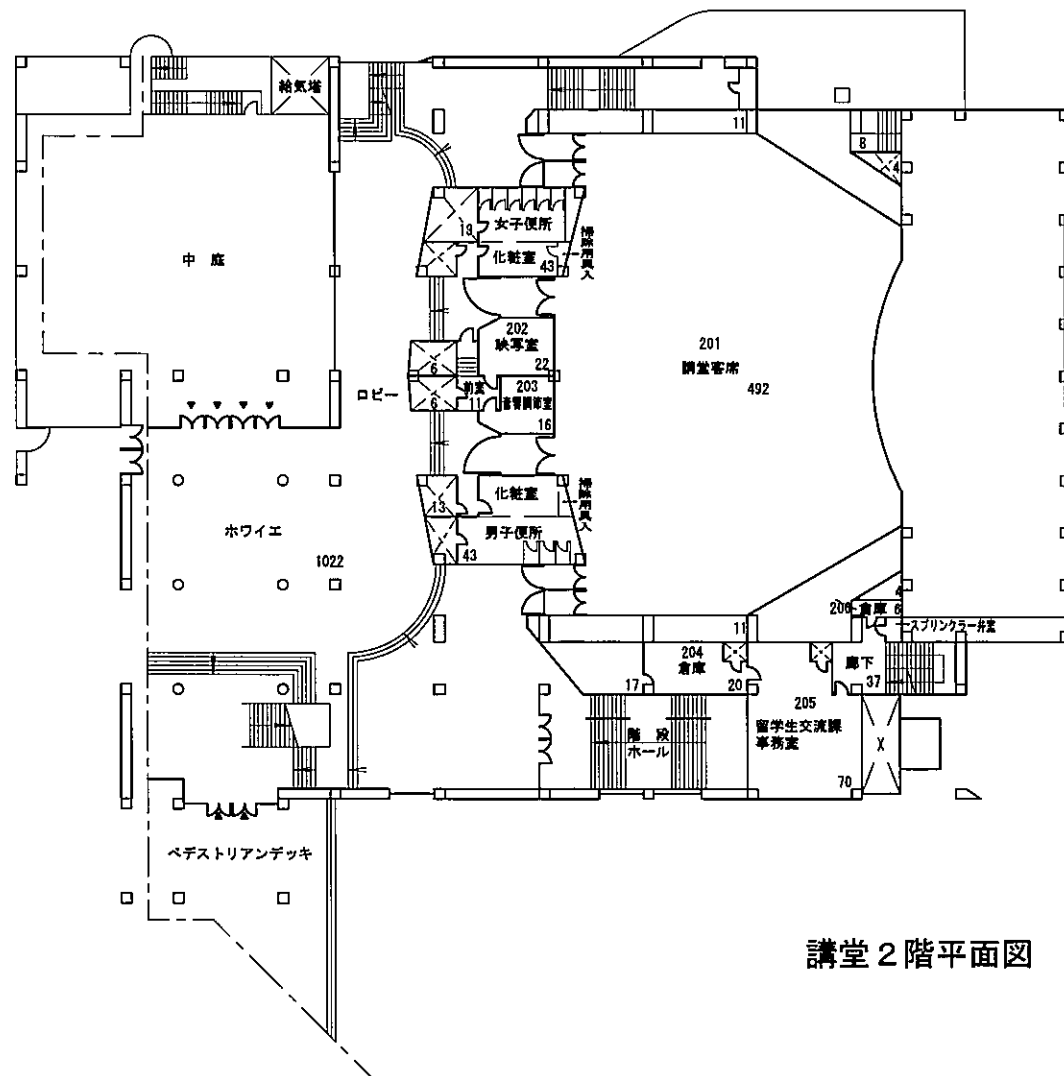 給気塔
11
8
4
女子便所
19
化粧室
43
掃除用具入
中 庭
202
映写室
22
201
講堂客席
492
6
ロビー
前室
11
6
203
音響調節室
16
化粧室
13
掃除用具入
男子便所
43
ホワイエ
1022
4
206 倉庫 6
スプリンクラー弁室
11
204
倉庫
17
20
廊下
37
205
留学生交流課
事務室
70
階 段
ホール
X
ペデストリアンデッキ
講堂2階平面図